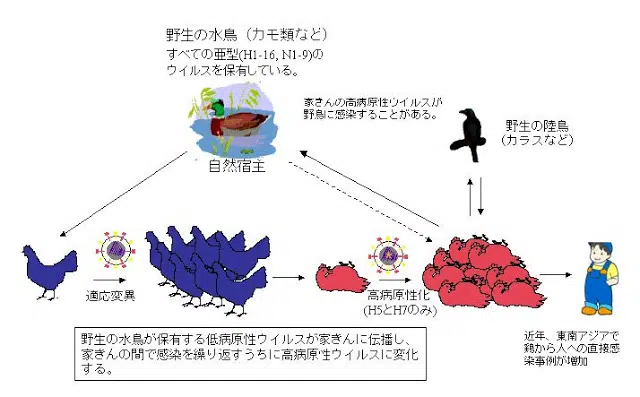 野生の水鳥（カモ類など）
すべての亜型(H1-16, N1-9)の
ウイルスを保有している。
家きんの高病原性ウイルスが
野鳥に感染することがある。
野生の陸鳥
(カラスなど)
自然宿主
適応変異
高病原性化
(H5とH7のみ)
野生の水鳥が保有する低病原性ウイルスが家きんに伝播し、
家きんの間で感染を繰り返すうちに高病原性ウイルスに変化
する。
近年、東南アジアで
鶏から人への直接感
染事例が増加